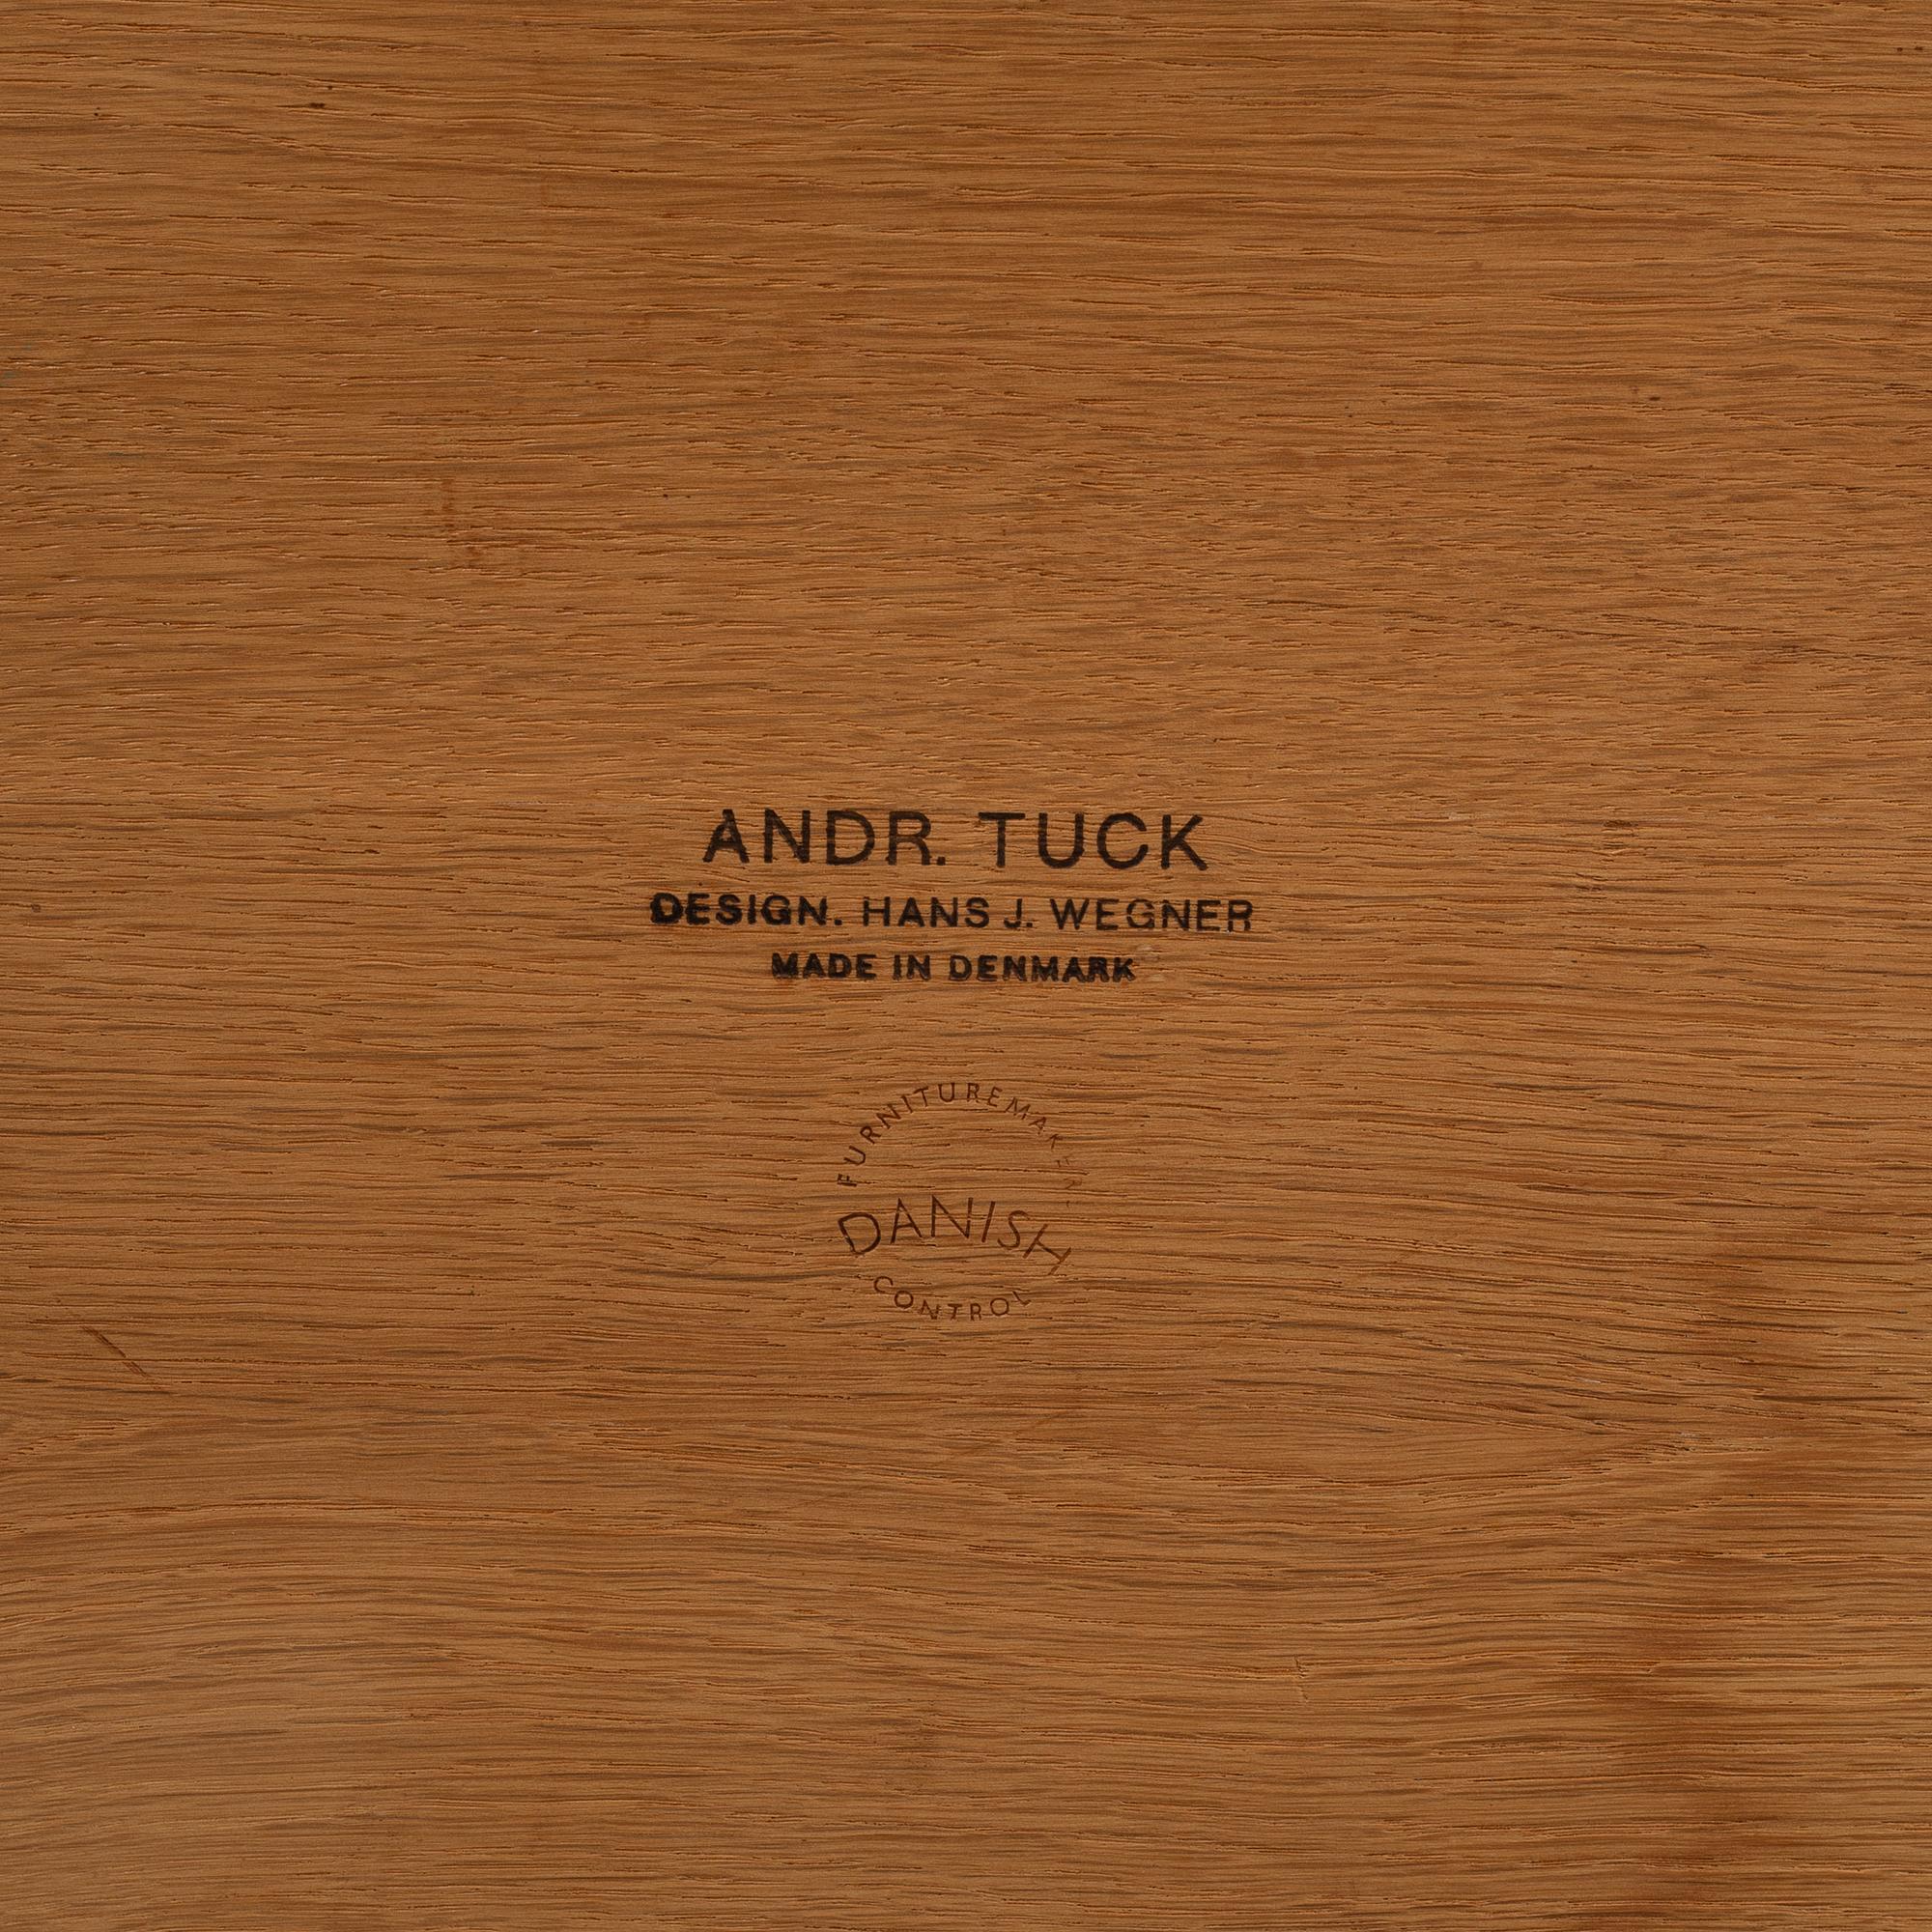 ANDR. TUCK
DESIGN. HANS J. WEGNER
MADE IN DENMARK
FURNITUREMAKER-
DANISH
CONTROL